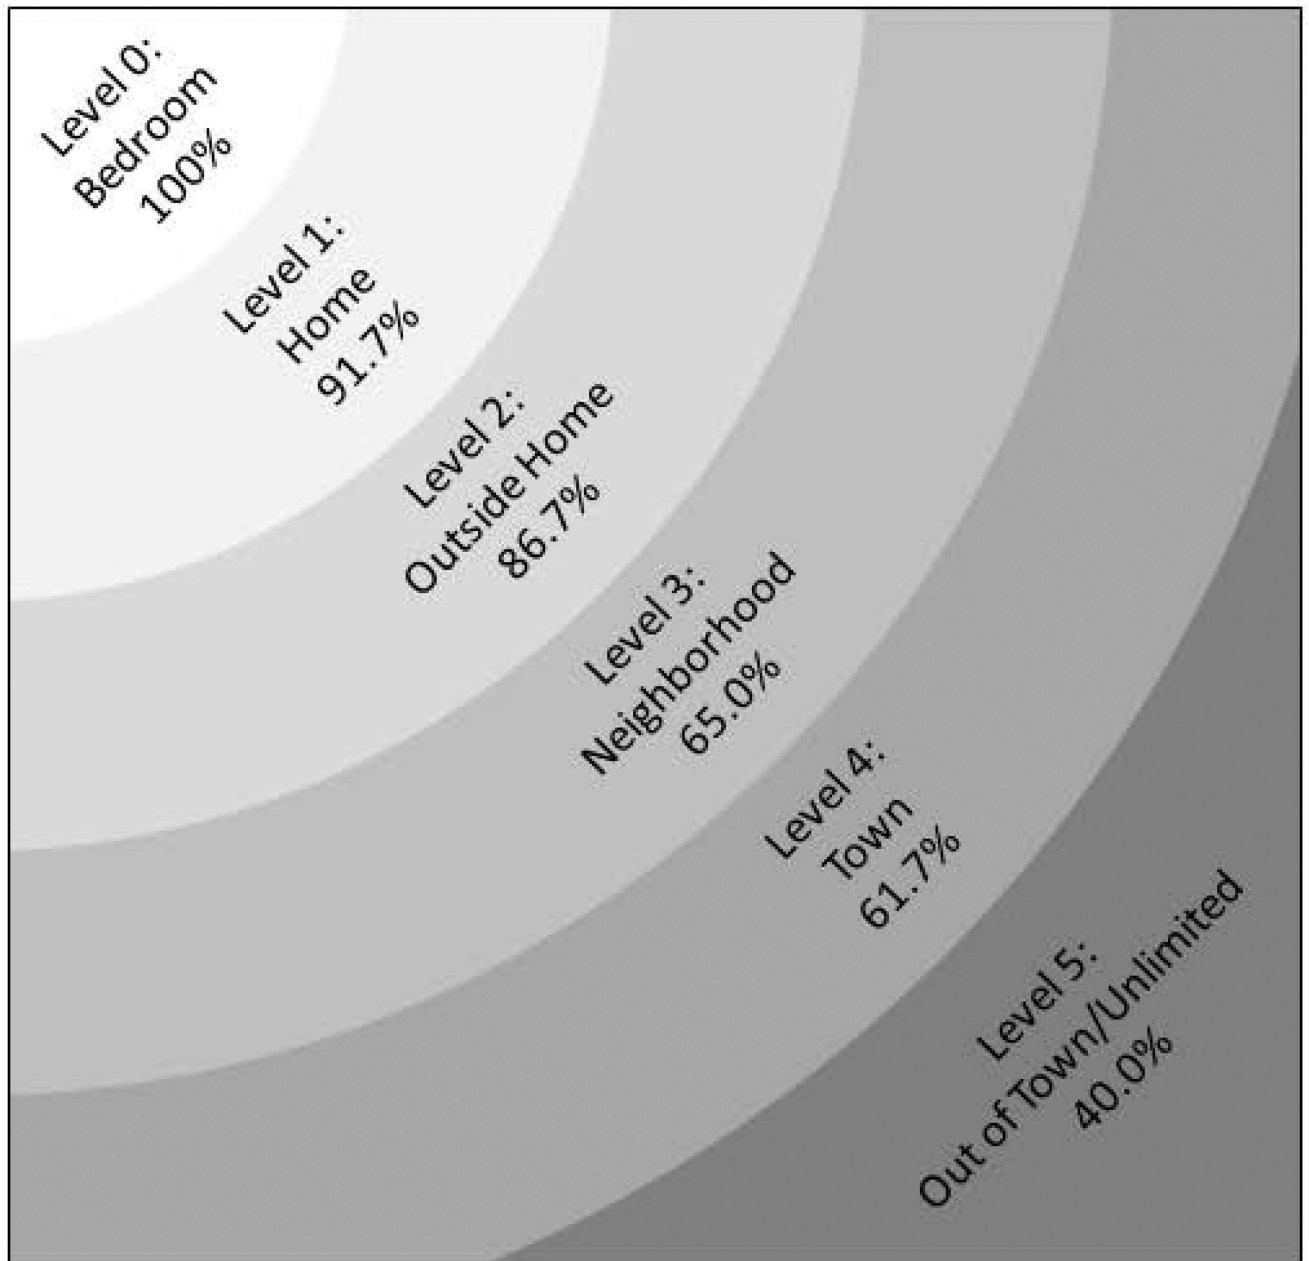 Level 0:
Bedroom
100%
Level 1:
Home
91.7%
Level 2:
Outside Home
86.7%
Level 3:
Neighborhood
65.0%
Level 4:
Town
61.7%
Level 5:
Out of Town/Unlimited
40.0%